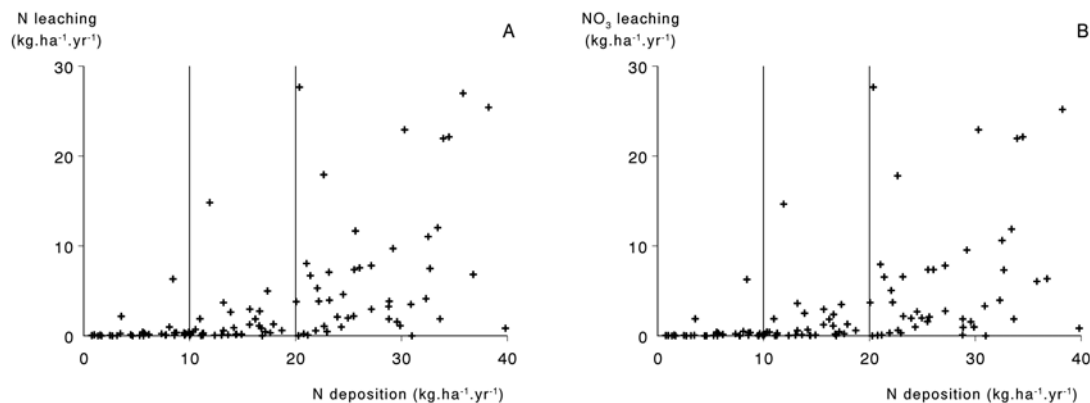 N leaching
(kg.ha⁻¹.yr⁻¹)
A
30
20
10
0
0 10 20 30 40
N deposition (kg.ha⁻¹.yr⁻¹)
NO₃ leaching
(kg.ha⁻¹.yr⁻¹)
B
30
20
10
0
0 10 20 30 40
N deposition (kg.ha⁻¹.yr⁻¹)